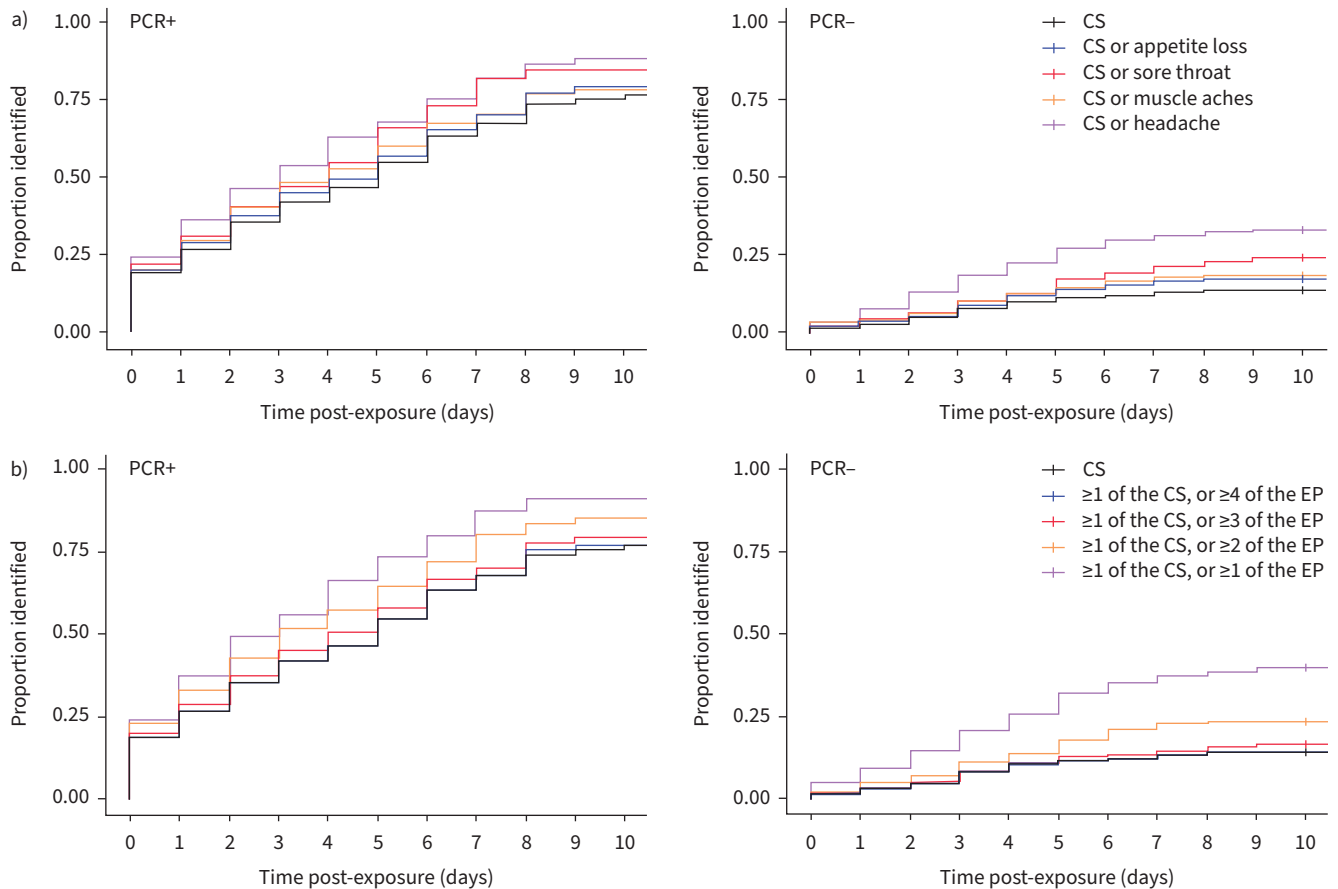 a)
PCR+
Proportion identified
1.00
0.75
0.50
0.25
0.00
0 1 2 3 4 5 6 7 8 9 10
Time post-exposure (days)
PCR–
Proportion identified
1.00
0.75
0.50
0.25
0.00
0 1 2 3 4 5 6 7 8 9 10
Time post-exposure (days)
CS
CS or appetite loss
CS or sore throat
CS or muscle aches
CS or headache
b)
PCR+
Proportion identified
1.00
0.75
0.50
0.25
0.00
0 1 2 3 4 5 6 7 8 9 10
Time post-exposure (days)
PCR–
Proportion identified
1.00
0.75
0.50
0.25
0.00
0 1 2 3 4 5 6 7 8 9 10
Time post-exposure (days)
CS
≥1 of the CS, or ≥4 of the EP
≥1 of the CS, or ≥3 of the EP
≥1 of the CS, or ≥2 of the EP
≥1 of the CS, or ≥1 of the EP